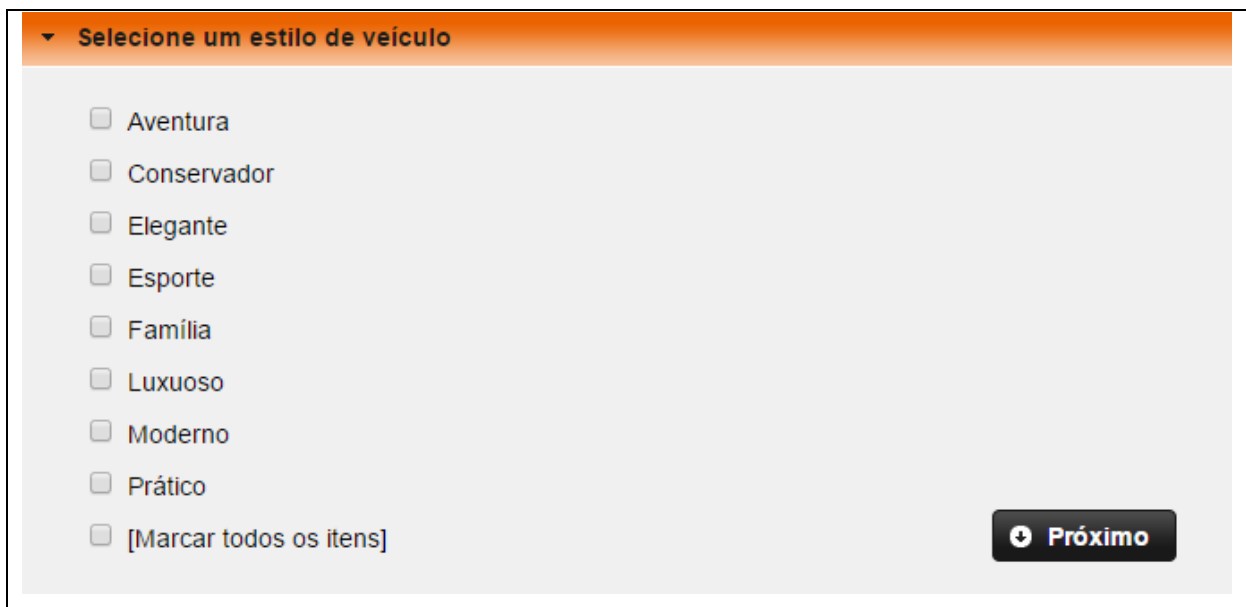 Selecione um estilo de veículo
Aventura
Conservador
Elegante
Esporte
Família
Luxuoso
Moderno
Prático
[Marcar todos os itens]
Próximo